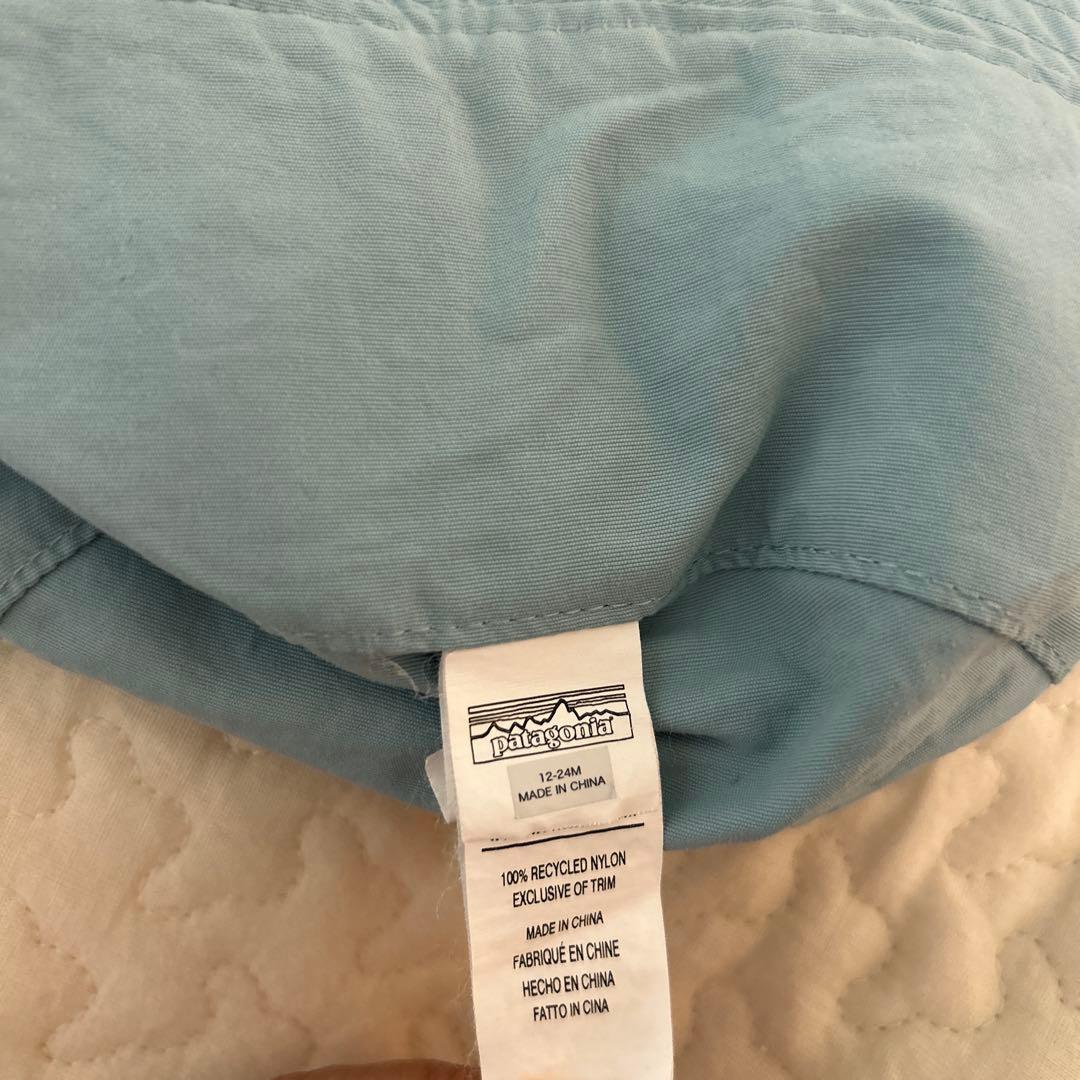 patagonia
12-24M
MADE IN CHINA
100% RECYCLED NYLON
EXCLUSIVE OF TRIM
MADE IN CHINA
FABRIQUÉ EN CHINE
HECHO EN CHINA
FATTO IN CINA